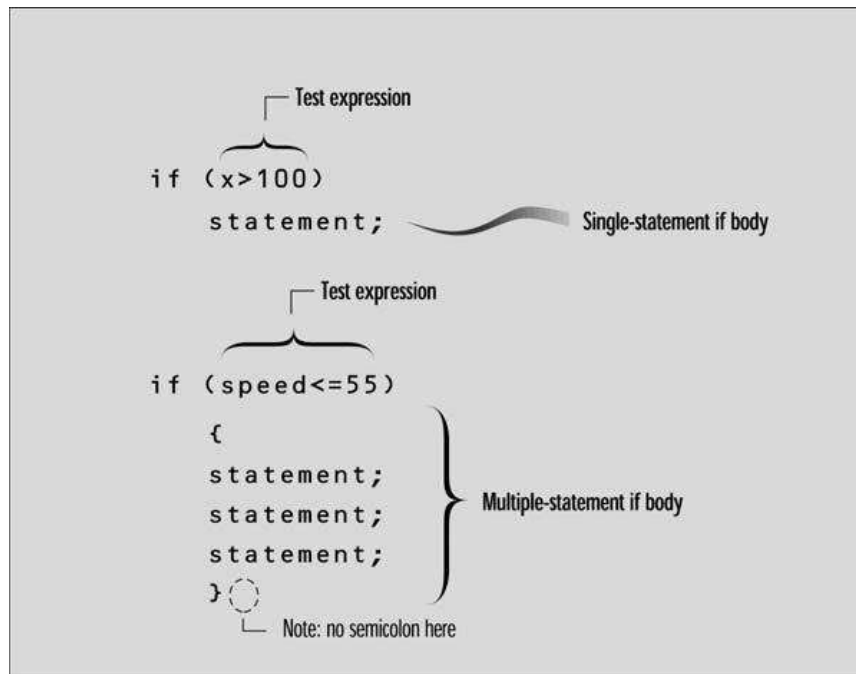 Test expression
if (x>100)
statement;
Single-statement if body
Test expression
if (speed<=55)
{
statement;
statement;
statement;
}
Multiple-statement if body
Note: no semicolon here